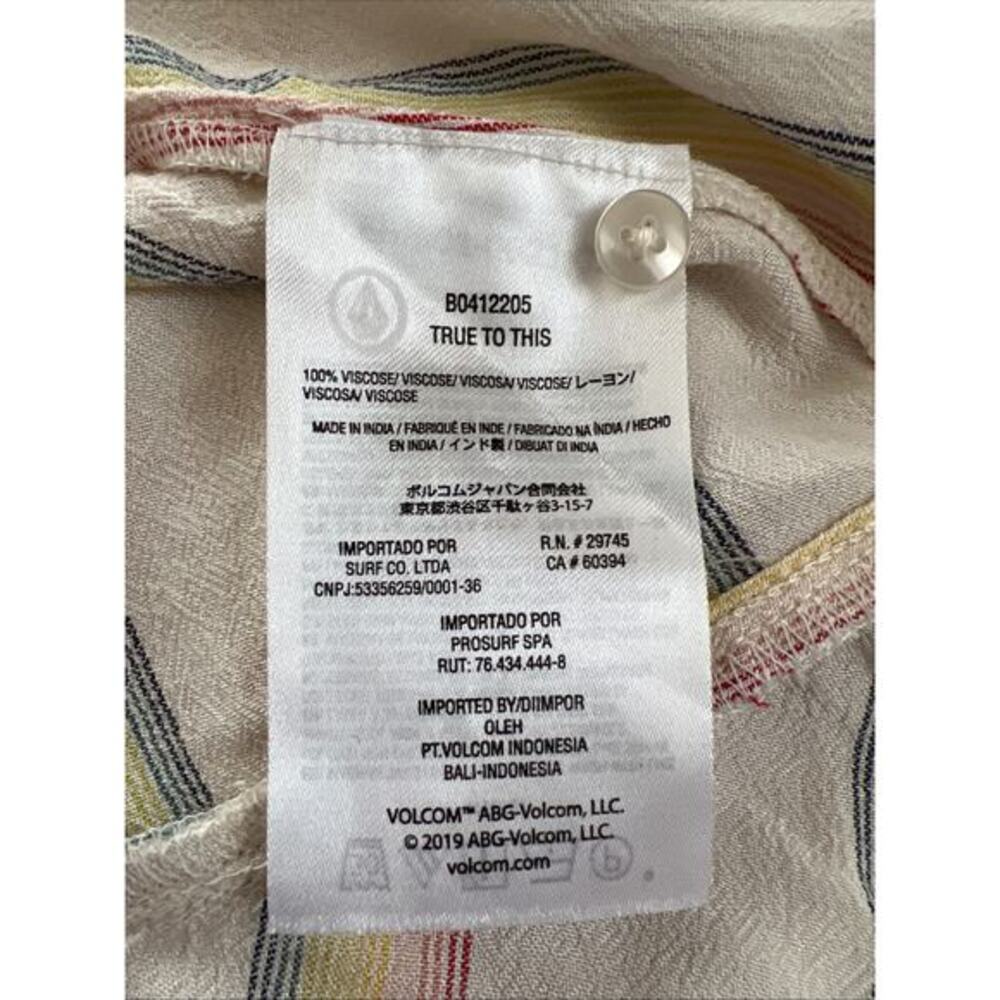 B0412205
TRUE TO THIS
100% VISCOSE/ VISCOSE/ VISCOSA/ VISCOSE/ レーヨン/
VISCOSA/ VISCOSE
MADE IN INDIA / FABRIQUÉ EN INDE / FABRICADO NA ÍNDIA / HECHO
EN INDIA / インド製 / DIBUAT DI INDIA
ボルコムジャパン合同会社
東京都渋谷区千駄ヶ谷3-15-7
IMPORTADO POR
SURF CO. LTDA
CNPJ:53356259/0001-36
R.N. # 29745
CA # 60394
IMPORTADO POR
PROSURF SPA
RUT: 76.434.444-8
IMPORTED BY/DIIMPOR
OLEH
PT.VOLCOM INDONESIA
BALI-INDONESIA
VOLCOM™ ABG-Volcom, LLC.
© 2019 ABG-Volcom, LLC.
volcom.com